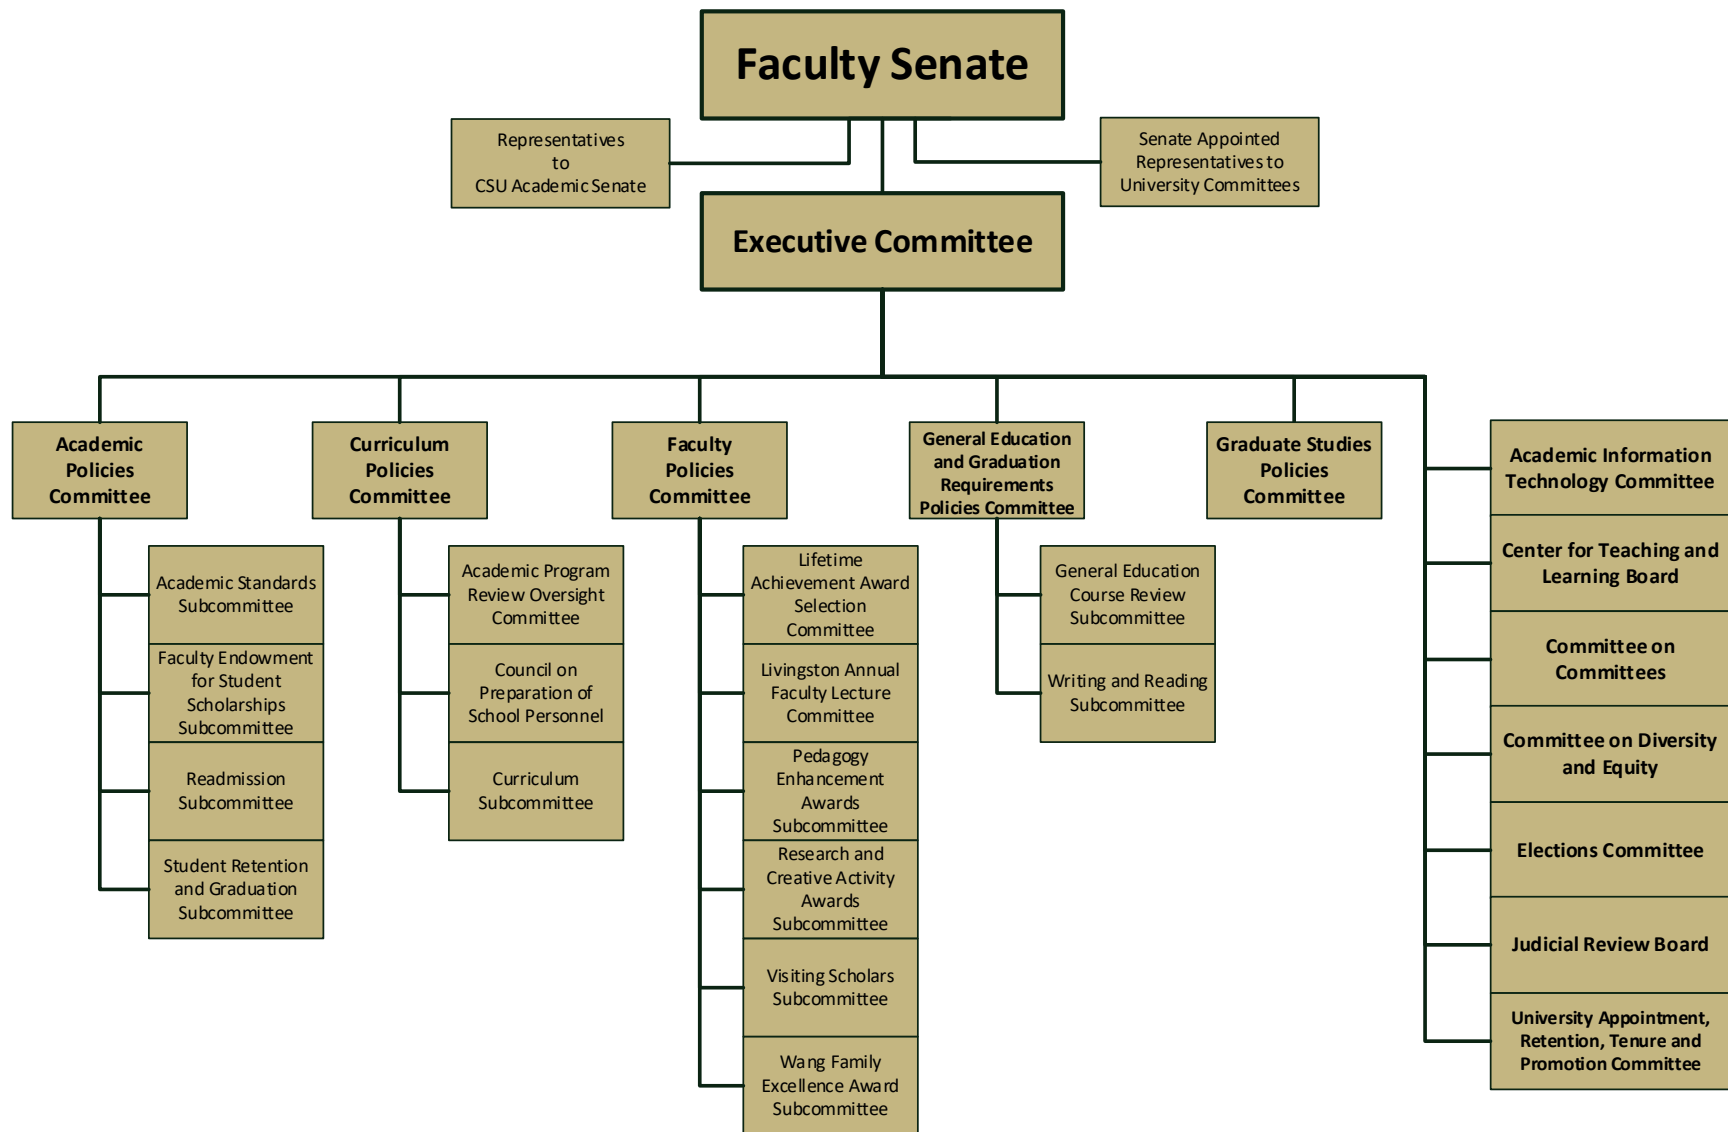 Faculty Senate
Representatives
to
CSU Academic Senate
Senate Appointed
Representatives to
University Committees
Executive Committee
Academic
Policies
Committee
Academic Standards
Subcommittee
Faculty Endowment
for Student
Scholarships
Subcommittee
Readmission
Subcommittee
Student Retention
and Graduation
Subcommittee
Curriculum
Policies
Committee
Academic Program
Review Oversight
Committee
Council on
Preparation of
School Personnel
Curriculum
Subcommittee
Faculty
Policies
Committee
Lifetime
Achievement Award
Selection
Committee
Livingston Annual
Faculty Lecture
Committee
Pedagogy
Enhancement
Awards
Subcommittee
Research and
Creative Activity
Awards
Subcommittee
Visiting Scholars
Subcommittee
Wang Family
Excellence Award
Subcommittee
General Education
and Graduation
Requirements
Policies Committee
General Education
Course Review
Subcommittee
Writing and Reading
Subcommittee
Graduate Studies
Policies
Committee
Academic Information
Technology Committee
Center for Teaching and
Learning Board
Committee on
Committees
Committee on Diversity
and Equity
Elections Committee
Judicial Review Board
University Appointment,
Retention, Tenure and
Promotion Committee